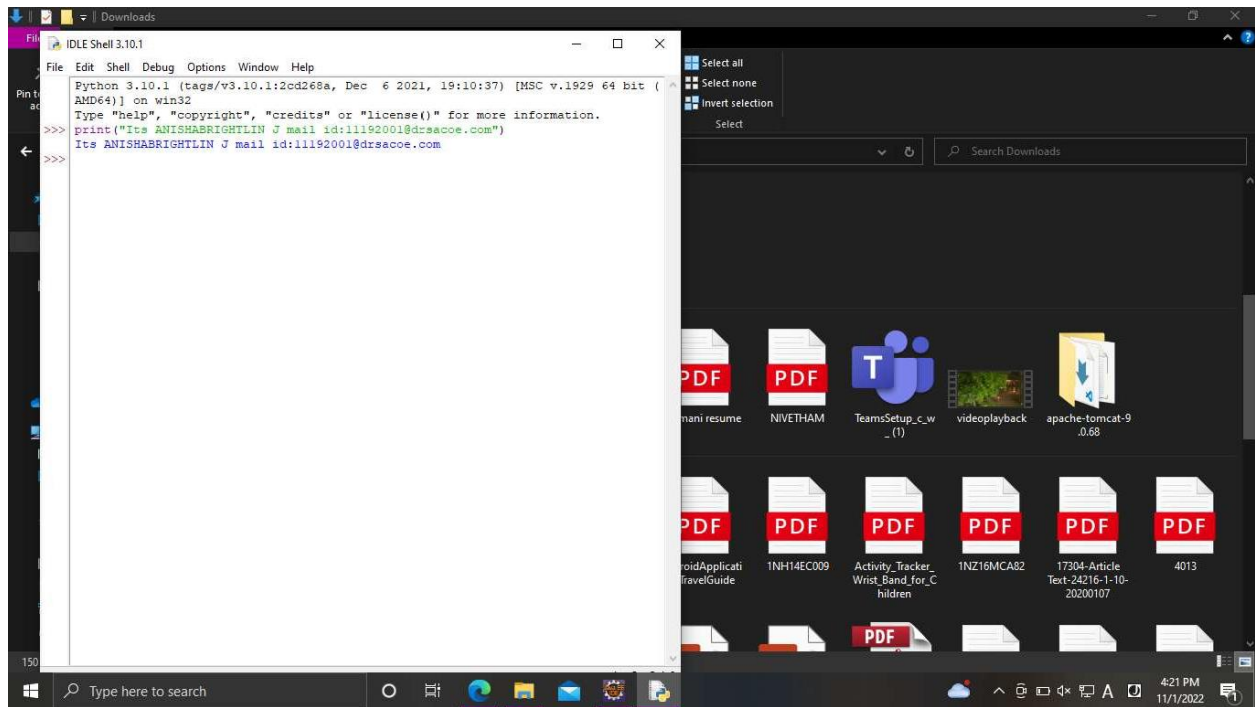 Downloads
IDLE Shell 3.10.1
File Edit Shell Debug Options Window Help
Python 3.10.1 (tags/v3.10.1:2cd268a, Dec  6 2021, 19:10:37) [MSC v.1929 64 bit (
AMD64)] on win32
Type "help", "copyright", "credits" or "license()" for more information.
>>> print("Its ANISHABRIGHTLIN J mail id:11192001@drsacoe.com")
Its ANISHABRIGHTLIN J mail id:11192001@drsacoe.com
>>>
Select all
Select none
Invert selection
Select
Search Downloads
PDF
PDF
T
mani resume
NIVETHAM
TeamsSetup_c_w
_ (1)
videoplayback
apache-tomcat-9
.0.68
PDF
PDF
PDF
PDF
PDF
PDF
roidApplicati
TravelGuide
1NH14EC009
Activity_Tracker_
Wrist_Band_for_C
hildren
1NZ16MCA82
17304-Article
Text-24216-1-10-
20200107
4013
PDF
150
Type here to search
A
4:21 PM
11/1/2022